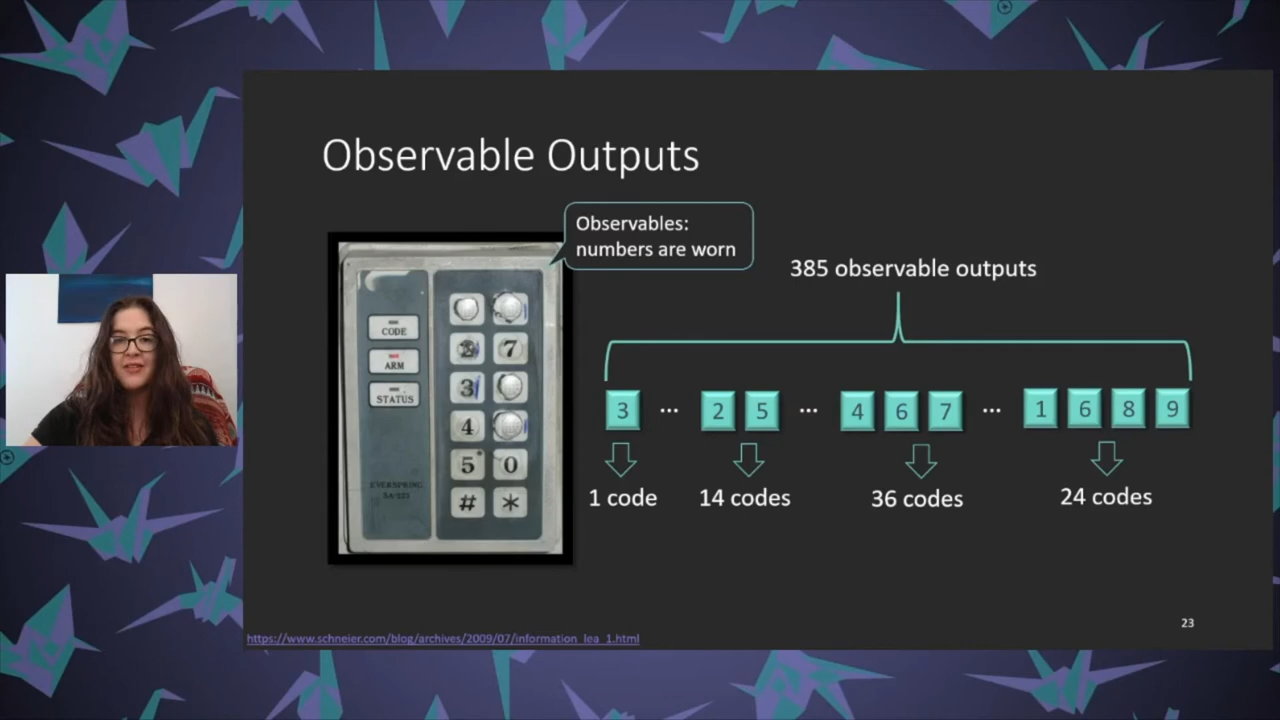 Observable Outputs
Observables:
numbers are worn
385 observable outputs
CODE
ARM
STATUS
EVERSPRING
SA-223
2 7
3
4
5 0
# *
3 ... 2 5 ... 4 6 7 ... 1 6 8 9
1 code 14 codes 36 codes 24 codes
23
https://www.schneier.com/blog/archives/2009/07/information_lea_1.html